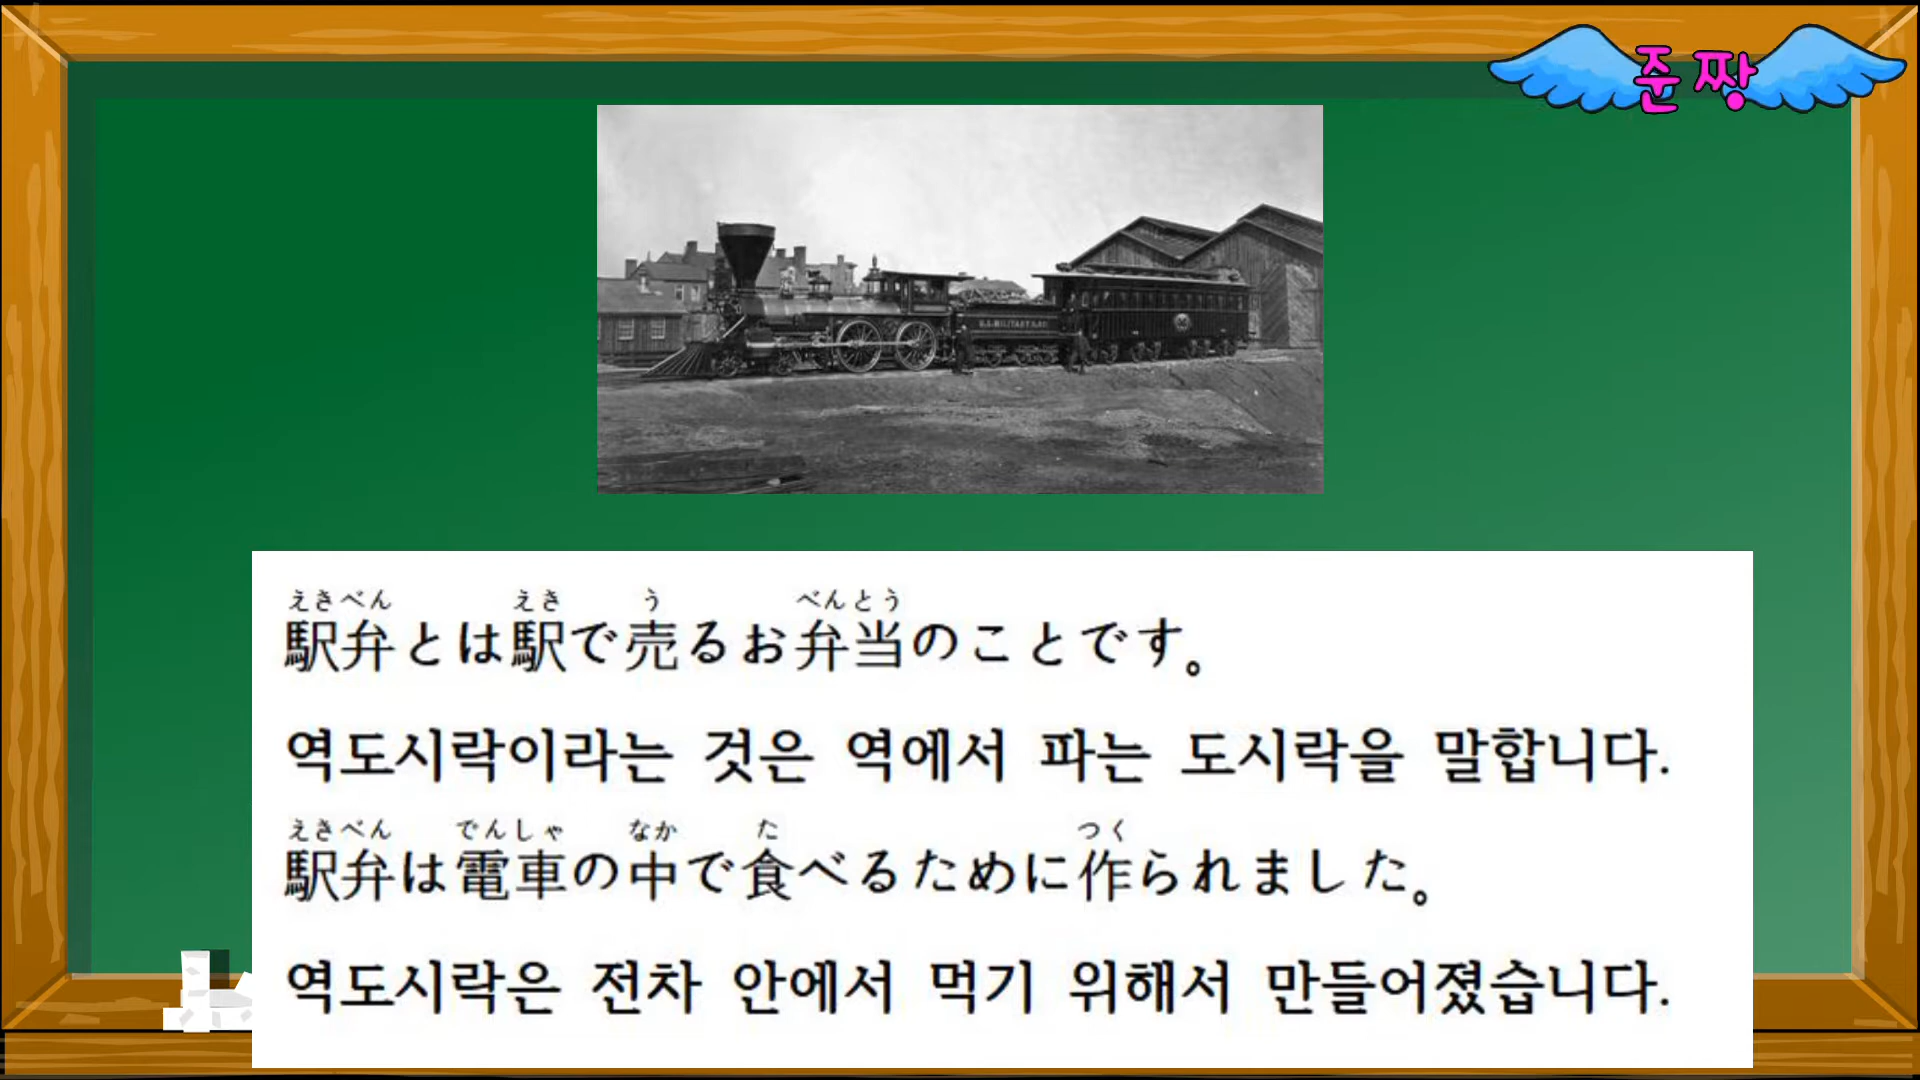 준짱
U.S.MILITARY R.R
えきべん えき う べんとう
駅弁とは駅で売るお弁当のことです。
역도시락이라는 것은 역에서 파는 도시락을 말합니다.
えきべん でんしゃ なか た つく
駅弁は電車の中で食べるために作られました。
역도시락은 전차 안에서 먹기 위해서 만들어졌습니다.